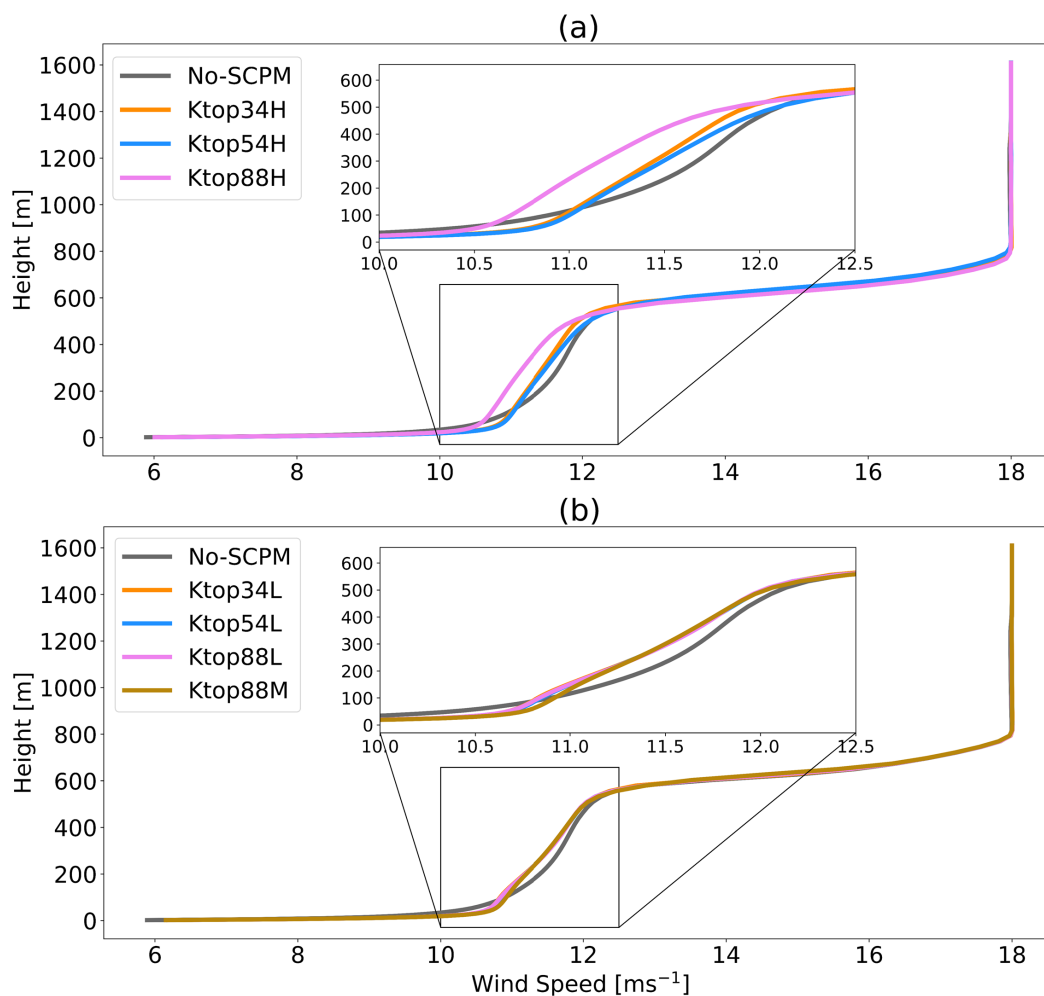 (a)
Height [m]
1600
1400
1200
1000
800
600
400
200
0
No-SCPM
Ktop34H
Ktop54H
Ktop88H
600
500
400
300
200
100
0
10.0 10.5 11.0 11.5 12.0 12.5
6 8 10 12 14 16 18
(b)
Height [m]
1600
1400
1200
1000
800
600
400
200
0
No-SCPM
Ktop34L
Ktop54L
Ktop88L
Ktop88M
600
500
400
300
200
100
0
10.0 10.5 11.0 11.5 12.0 12.5
6 8 10 12 14 16 18
Wind Speed [ms⁻¹]